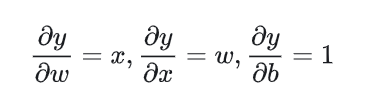 ∂y/∂w = x, ∂y/∂x = w, ∂y/∂b = 1